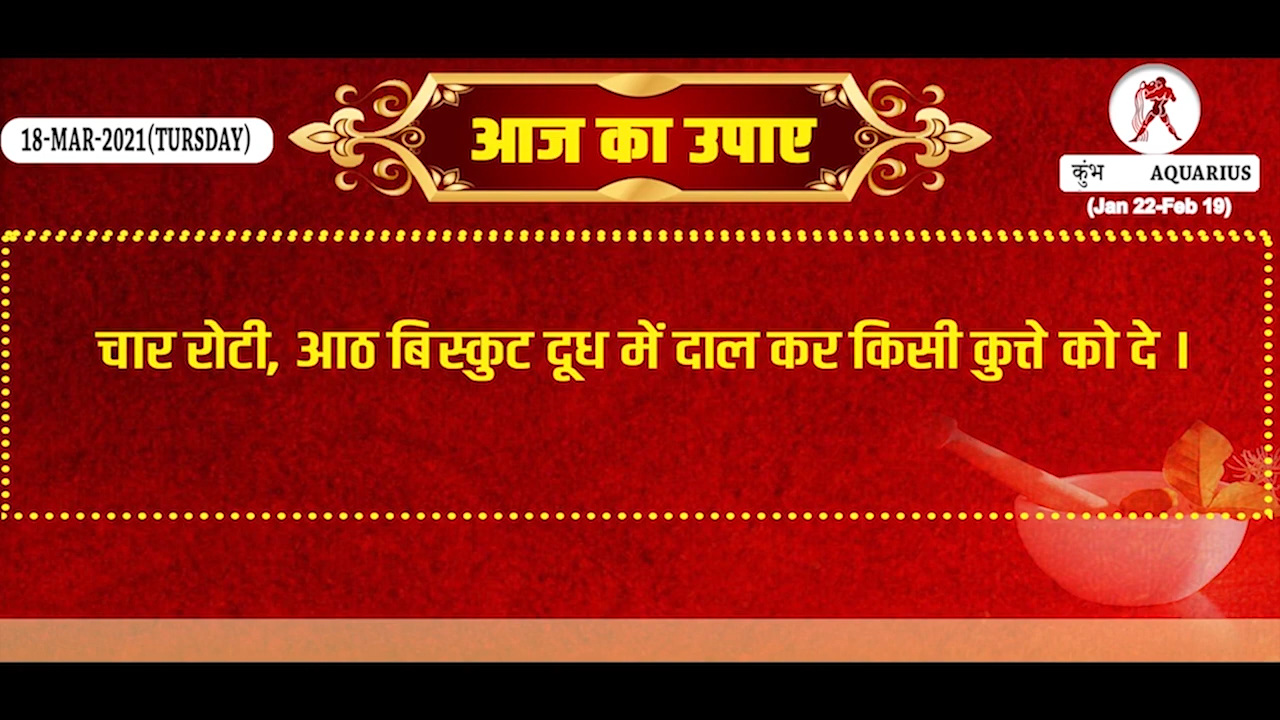 18-MAR-2021(TURSDAY)
आज का उपाए
कुंभ AQUARIUS
(Jan 22-Feb 19)
चार रोटी, आठ बिस्कुट दूध में दाल कर किसी कुत्ते को दे ।